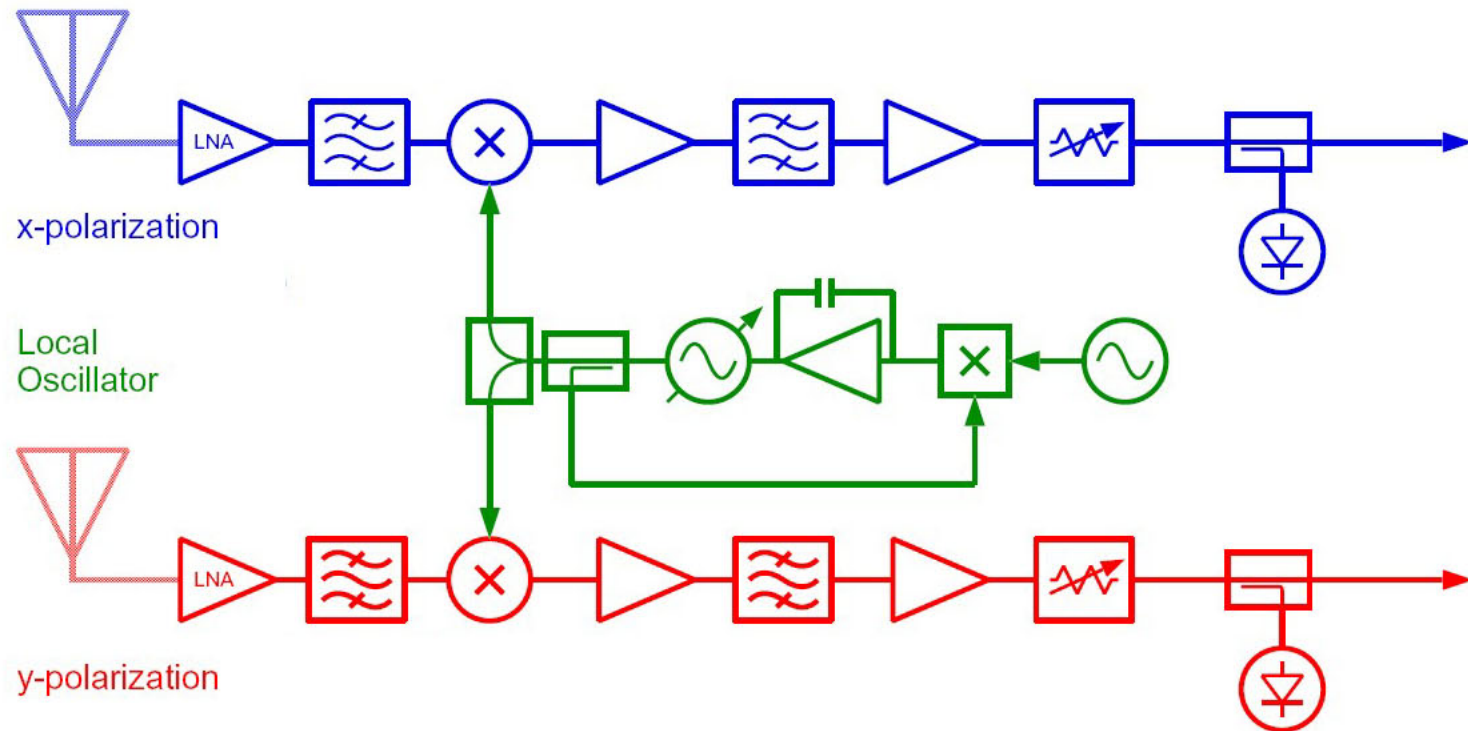 LNA
x-polarization
Local
Oscillator
LNA
y-polarization